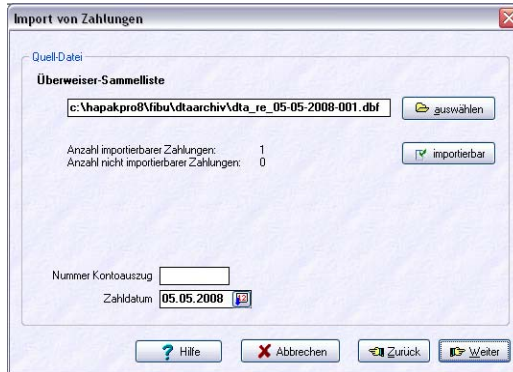 Import von Zahlungen
Quell-Datei
Überweiser-Sammelliste
c:\hapakpro8\fibu\dtaarchiv\dta_re_05-05-2008-001.dbf
auswählen
Anzahl importierbarer Zahlungen: 1
Anzahl nicht importierbarer Zahlungen: 0
importierbar
Nummer Kontoauszug
Zahldatum 05.05.2008
Hilfe
Abbrechen
Zurück
Weiter